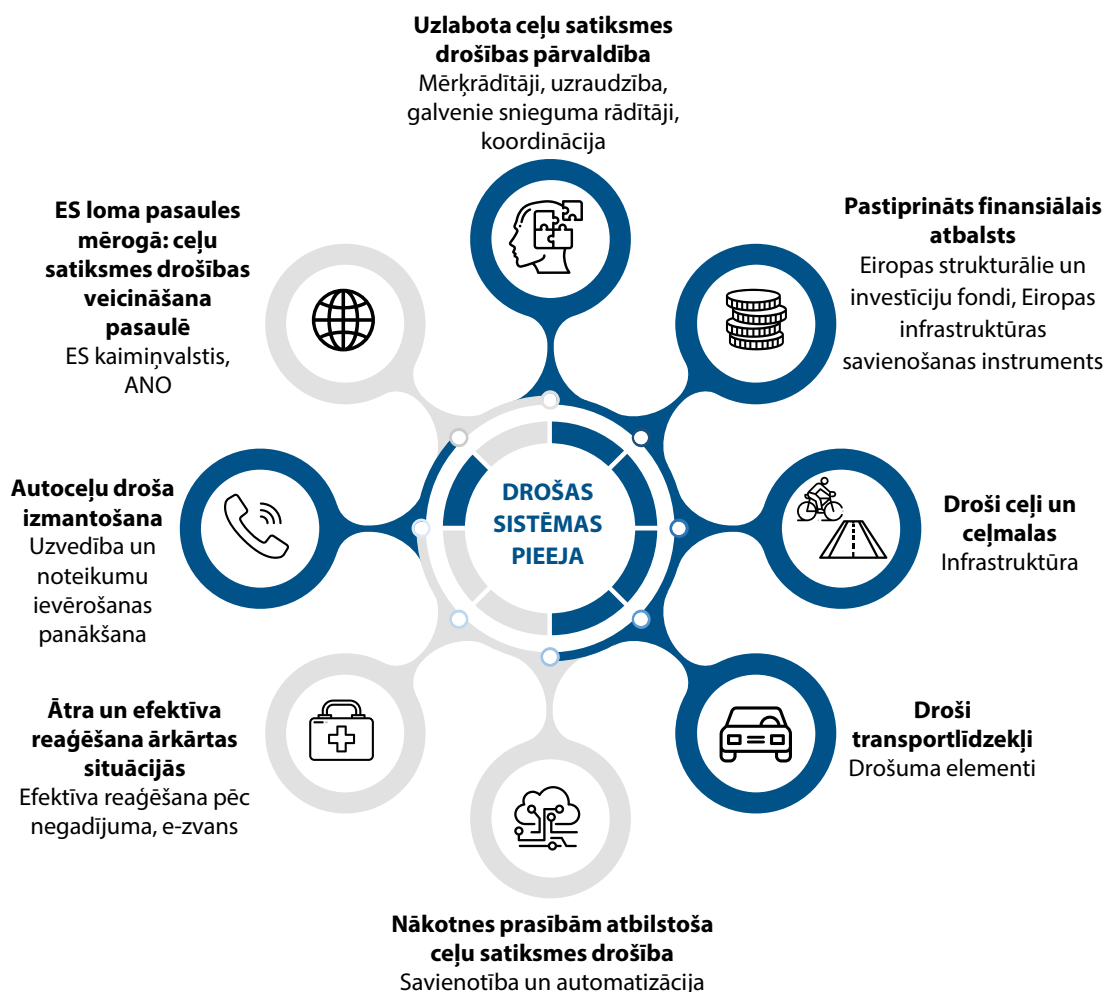 Uzlabota ceļu satiksmes
drošības pārvaldība
Mērķrādītāji, uzraudzība,
galvenie snieguma rādītāji,
koordinācija
Pastiprināts finansiālais
atbalsts
Eiropas strukturālie un
investīciju fondi, Eiropas
infrastruktūras
savienošanas instruments
Droši ceļi un
ceļmalas
Infrastruktūra
Droši
transportlīdzekļi
Drošuma elementi
Nākotnes prasībām atbilstoša
ceļu satiksmes drošība
Savienotība un automatizācija
Ātra un efektīva
reaģēšana ārkārtas
situācijās
Efektīva reaģēšana pēc
negadījuma, e-zvans
Autoceļu droša
izmantošana
Uzvedība un
noteikumu
ievērošanas
panākšana
ES loma pasaules
mērogā: ceļu
satiksmes drošības
veicināšana
pasaulē
ES kaimiņvalstis,
ANO
DROŠAS
SISTĒMAS
PIEEJA